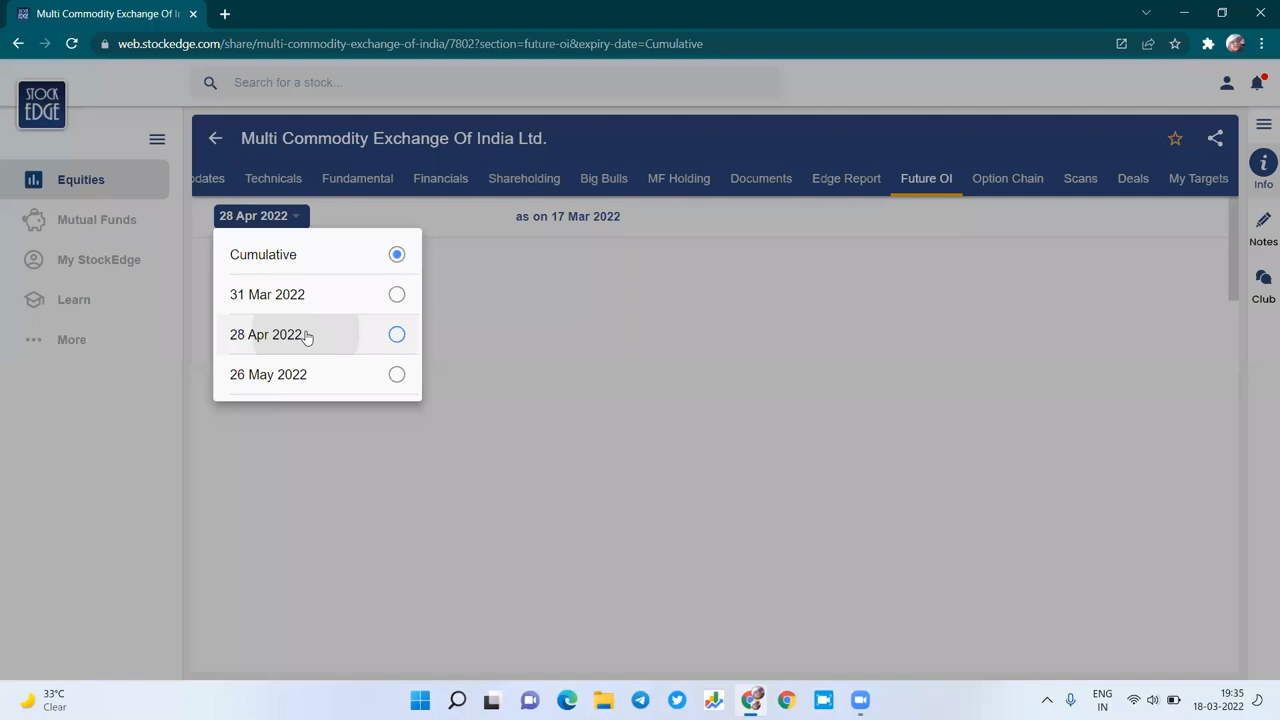 Multi Commodity Exchange Of In
web.stockedge.com/share/multi-commodity-exchange-of-india/7802?section=future-oi&expiry-date=Cumulative
STOCK
EDGE
Search for a stock...
Multi Commodity Exchange Of India Ltd.
dates
Technicals
Fundamental
Financials
Shareholding
Big Bulls
MF Holding
Documents
Edge Report
Future OI
Option Chain
Scans
Deals
My Targets
Equities
Mutual Funds
My StockEdge
Learn
More
28 Apr 2022
as on 17 Mar 2022
Cumulative
31 Mar 2022
28 Apr 2022
26 May 2022
Info
Notes
Club
33°C
Clear
ENG
IN
19:35
18-03-2022